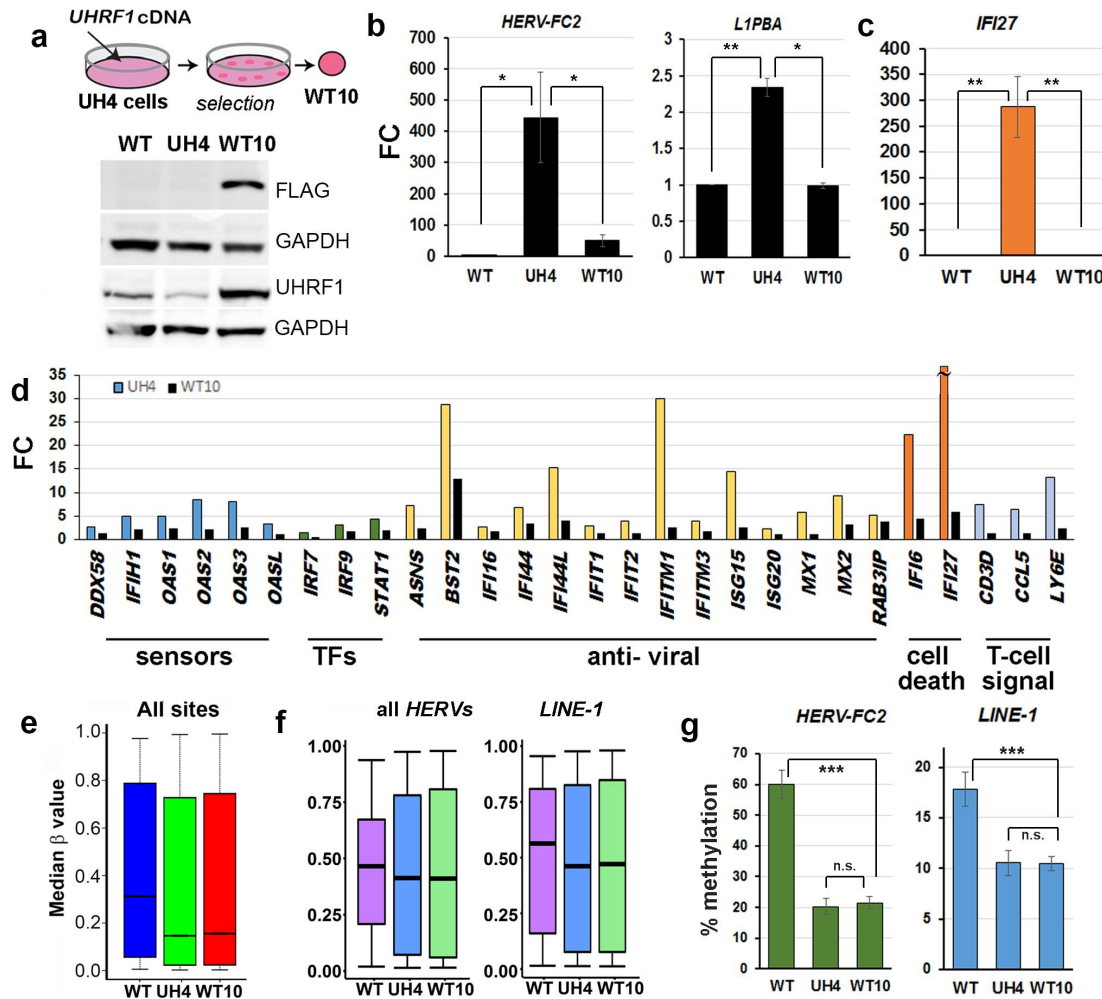 a
UHRF1 cDNA
UH4 cells
selection
WT10
WT UH4 WT10
FLAG
GAPDH
UHRF1
GAPDH
b
HERV-FC2
FC
700
600
500
400
300
200
100
0
* *
WT UH4 WT10
L1PBA
3
2.5
2
1.5
1
0.5
0
** *
WT UH4 WT10
c
IFI27
400
350
300
250
200
150
100
50
0
** **
WT UH4 WT10
d
UH4 WT10
FC
35
30
25
20
15
10
5
0
~
DDX58
IFIH1
OAS1
OAS2
OAS3
OASL
IRF7
IRF9
STAT1
ASNS
BST2
IFI16
IFI44
IFI44L
IFIT1
IFIT2
IFITM1
IFITM3
ISG15
ISG20
MX1
MX2
RAB3IP
IFI6
IFI27
CD3D
CCL5
LY6E
sensors
TFs
anti- viral
cell
death
T-cell
signal
e
All sites
Median β value
1.0
0.8
0.6
0.4
0.2
0.0
WT UH4 WT10
f
all HERVs
1.00
0.75
0.50
0.25
0.00
WT UH4 WT10
LINE-1
1.00
0.75
0.50
0.25
0.00
WT UH4 WT10
g
HERV-FC2
% methylation
70
60
50
40
30
20
10
0
***
n.s.
WT UH4 WT10
LINE-1
20
15
10
5
0
***
n.s.
WT UH4 WT10